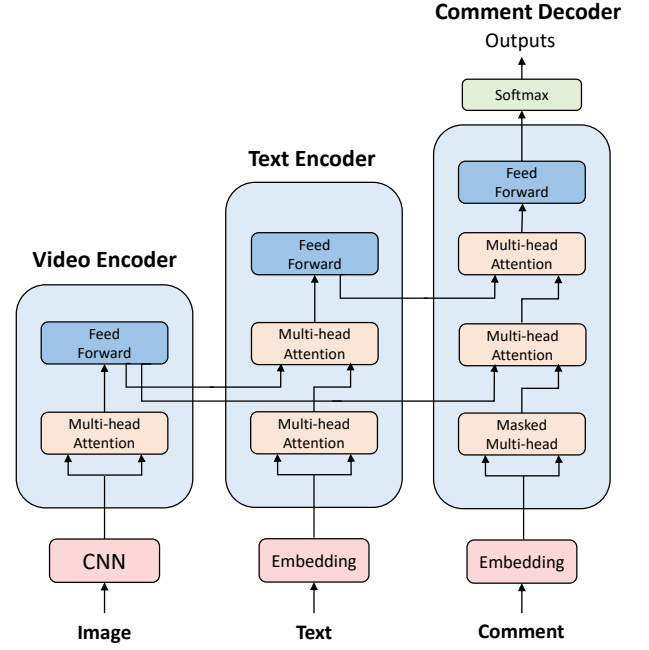 Comment Decoder
Outputs
Softmax
Feed
Forward
Multi-head
Attention
Multi-head
Attention
Masked
Multi-head
Embedding
Comment
Text Encoder
Feed
Forward
Multi-head
Attention
Multi-head
Attention
Embedding
Text
Video Encoder
Feed
Forward
Multi-head
Attention
CNN
Image